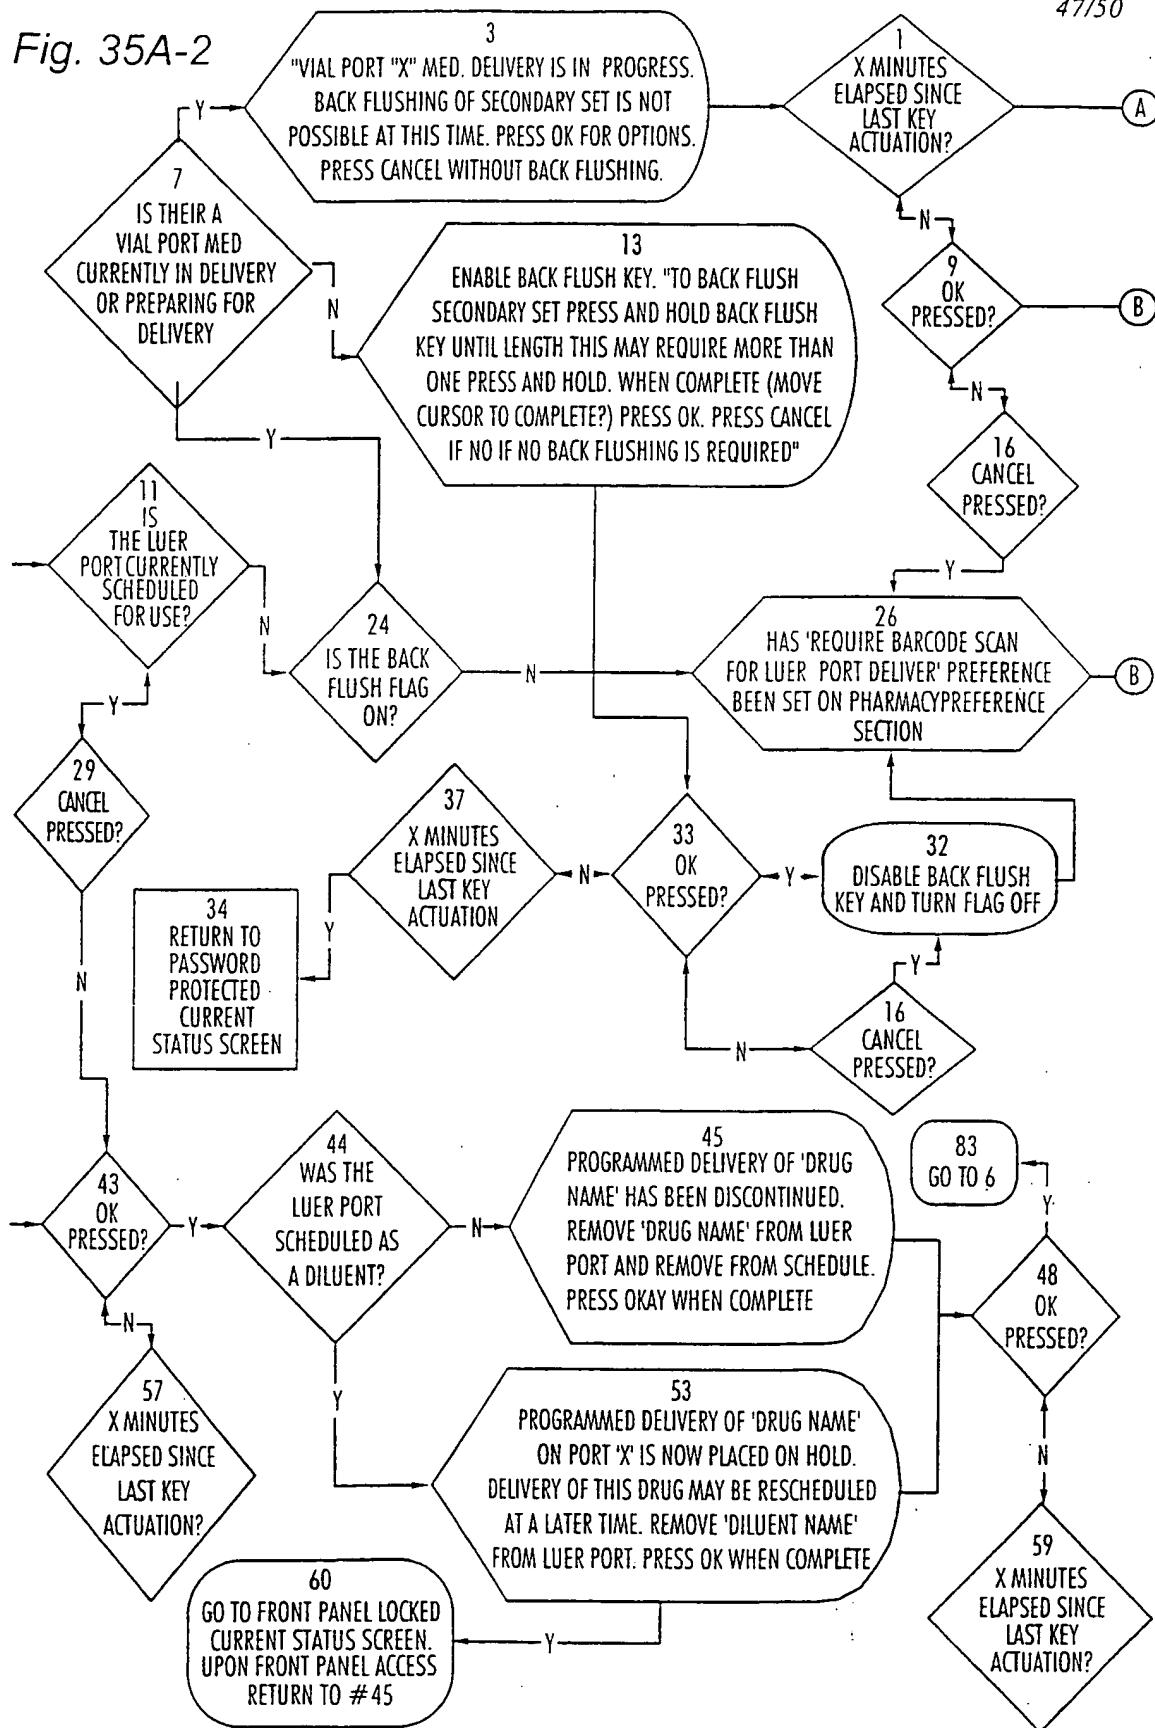 47/50
Fig. 35A-2
3
"VIAL PORT "X" MED. DELIVERY IS IN PROGRESS.
BACK FLUSHING OF SECONDARY SET IS NOT
POSSIBLE AT THIS TIME. PRESS OK FOR OPTIONS.
PRESS CANCEL WITHOUT BACK FLUSHING.
1
X MINUTES
ELAPSED SINCE
LAST KEY
ACTUATION?
A
Y
N
7
IS THEIR A
VIAL PORT MED
CURRENTLY IN DELIVERY
OR PREPARING FOR
DELIVERY
N
Y
13
ENABLE BACK FLUSH KEY. "TO BACK FLUSH
SECONDARY SET PRESS AND HOLD BACK FLUSH
KEY UNTIL LENGTH THIS MAY REQUIRE MORE THAN
ONE PRESS AND HOLD. WHEN COMPLETE (MOVE
CURSOR TO COMPLETE?) PRESS OK. PRESS CANCEL
IF NO IF NO BACK FLUSHING IS REQUIRED"
9
OK
PRESSED?
B
N
16
CANCEL
PRESSED?
Y
11
IS
THE LUER
PORT CURRENTLY
SCHEDULED
FOR USE?
N
Y
24
IS THE BACK
FLUSH FLAG
ON?
N
26
HAS 'REQUIRE BARCODE SCAN
FOR LUER PORT DELIVER' PREFERENCE
BEEN SET ON PHARMACYPREFERENCE
SECTION
B
29
CANCEL
PRESSED?
N
37
X MINUTES
ELAPSED SINCE
LAST KEY
ACTUATION
N
Y
33
OK
PRESSED?
Y
N
32
DISABLE BACK FLUSH
KEY AND TURN FLAG OFF
Y
16
CANCEL
PRESSED?
34
RETURN TO
PASSWORD
PROTECTED
CURRENT
STATUS SCREEN
43
OK
PRESSED?
Y
N
44
WAS THE
LUER PORT
SCHEDULED AS
A DILUENT?
N
Y
45
PROGRAMMED DELIVERY OF 'DRUG
NAME' HAS BEEN DISCONTINUED.
REMOVE 'DRUG NAME' FROM LUER
PORT AND REMOVE FROM SCHEDULE.
PRESS OKAY WHEN COMPLETE
83
GO TO 6
Y
48
OK
PRESSED?
N
57
X MINUTES
ELAPSED SINCE
LAST KEY
ACTUATION?
53
PROGRAMMED DELIVERY OF 'DRUG NAME'
ON PORT 'X' IS NOW PLACED ON HOLD.
DELIVERY OF THIS DRUG MAY BE RESCHEDULED
AT A LATER TIME. REMOVE 'DILUENT NAME'
FROM LUER PORT. PRESS OK WHEN COMPLETE
Y
60
GO TO FRONT PANEL LOCKED
CURRENT STATUS SCREEN.
UPON FRONT PANEL ACCESS
RETURN TO #45
59
X MINUTES
ELAPSED SINCE
LAST KEY
ACTUATION?